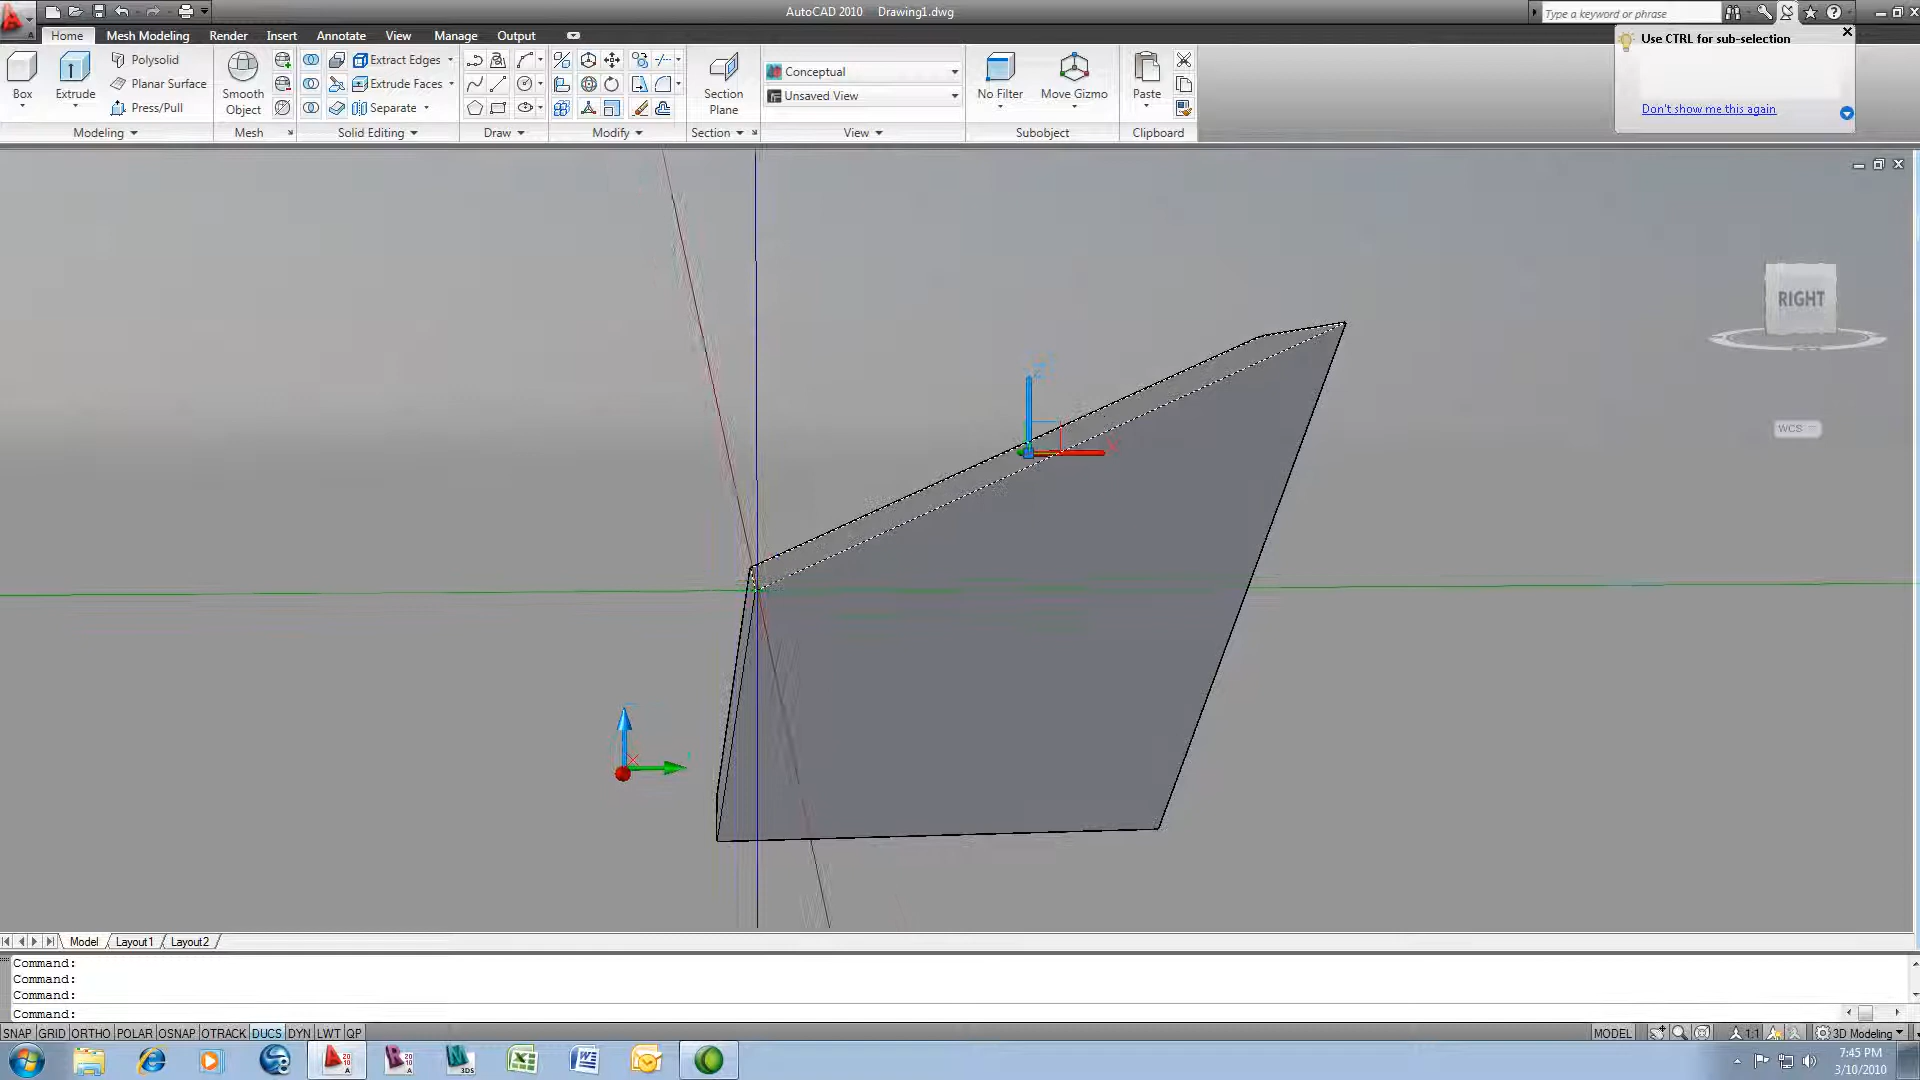 AutoCAD 2010 Drawing1.dwg
Type a keyword or phrase
Home Mesh Modeling Render Insert Annotate View Manage Output
Use CTRL for sub-selection
Don't show me this again
Box
Extrude
Polysolid
Planar Surface
Press/Pull
Modeling
Smooth
Object
Mesh
Extract Edges
Extrude Faces
Separate
Solid Editing
Draw
Modify
Section
Plane
Section
Conceptual
Unsaved View
View
No Filter
Move Gizmo
Subobject
Paste
Clipboard
RIGHT
WCS
X
X
Model Layout1 Layout2
Command:
Command:
Command:
Command:
SNAP GRID ORTHO POLAR OSNAP OTRACK DUCS DYN LWT QP
MODEL
1:1
3D Modeling
7:45 PM
3/10/2010